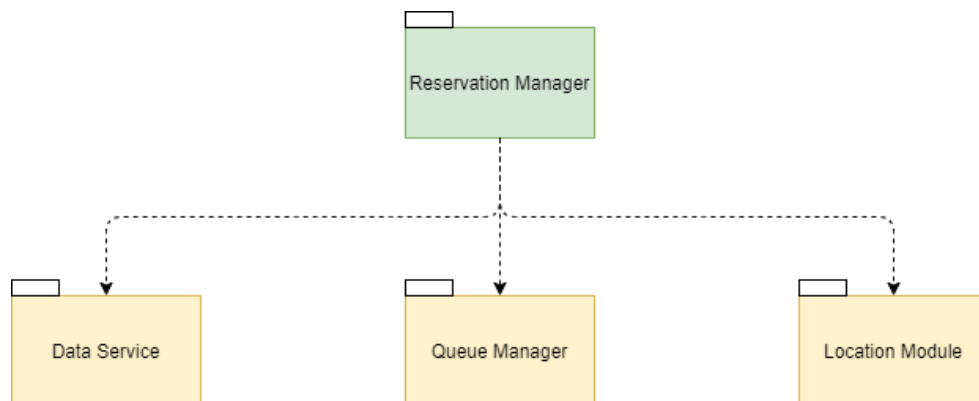 Reservation Manager
Data Service
Queue Manager
Location Module